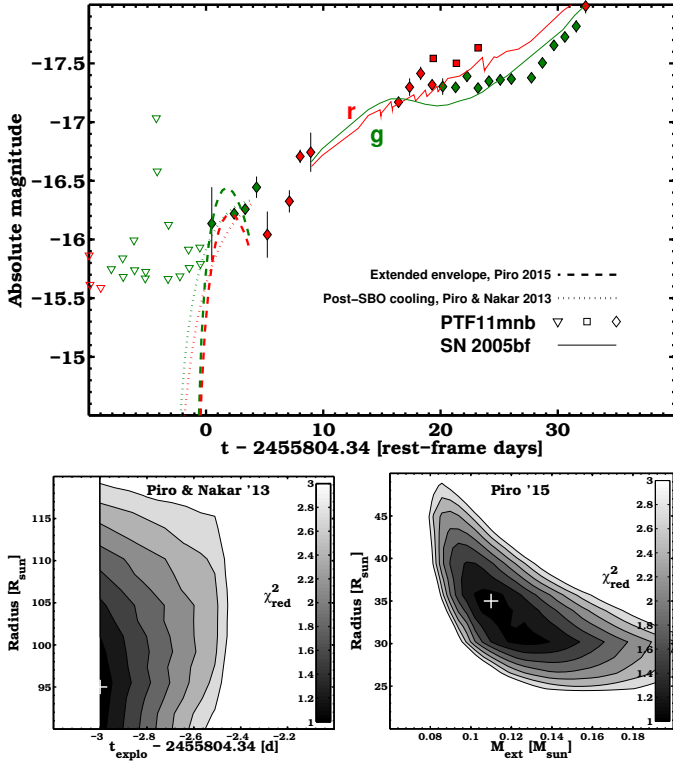 Absolute magnitude
−17.5
−17
−16.5
−16
−15.5
−15
r
g
Extended envelope, Piro 2015
Post−SBO cooling, Piro & Nakar 2013
PTF11mnb
SN 2005bf
0 10 20 30
t − 2455804.34 [rest−frame days]
Piro & Nakar '13
Radius [R_sun]
115
105
100
95
χ²_red
3
2.8
2.6
2.4
2.2
2
1.8
1.6
1.4
1.2
1
−3 −2.8 −2.6 −2.4 −2.2
t_explo − 2455804.34 [d]
Piro '15
Radius [R_sun]
45
40
35
30
25
χ²_red
3
2.8
2.6
2.4
2.2
2
1.8
1.6
1.4
1.2
1
0.08 0.1 0.12 0.14 0.16 0.18
M_ext [M_sun]